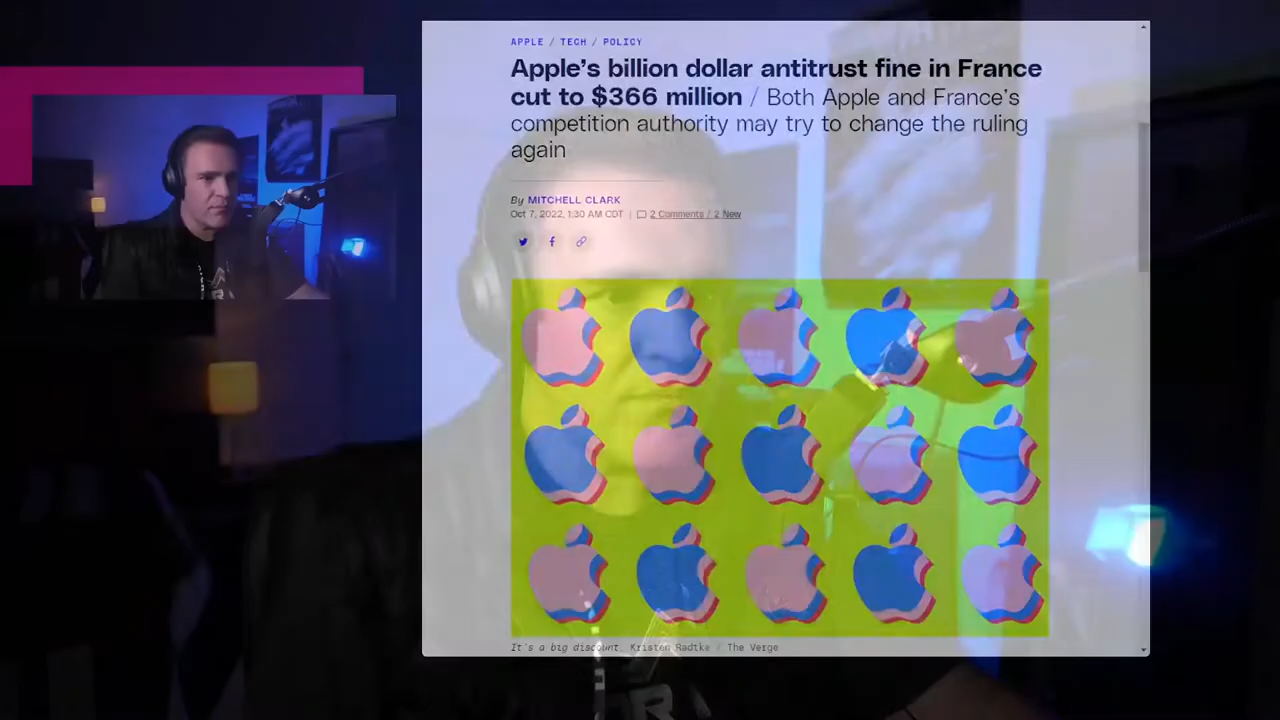 APPLE / TECH / POLICY
Apple's billion dollar antitrust fine in France
cut to $366 million / Both Apple and France's
competition authority may try to change the ruling
again
By MITCHELL CLARK
Oct 7, 2022, 1:30 AM CDT | 2 Comments / 2 New
It's a big discount. Kristen Radtke / The Verge